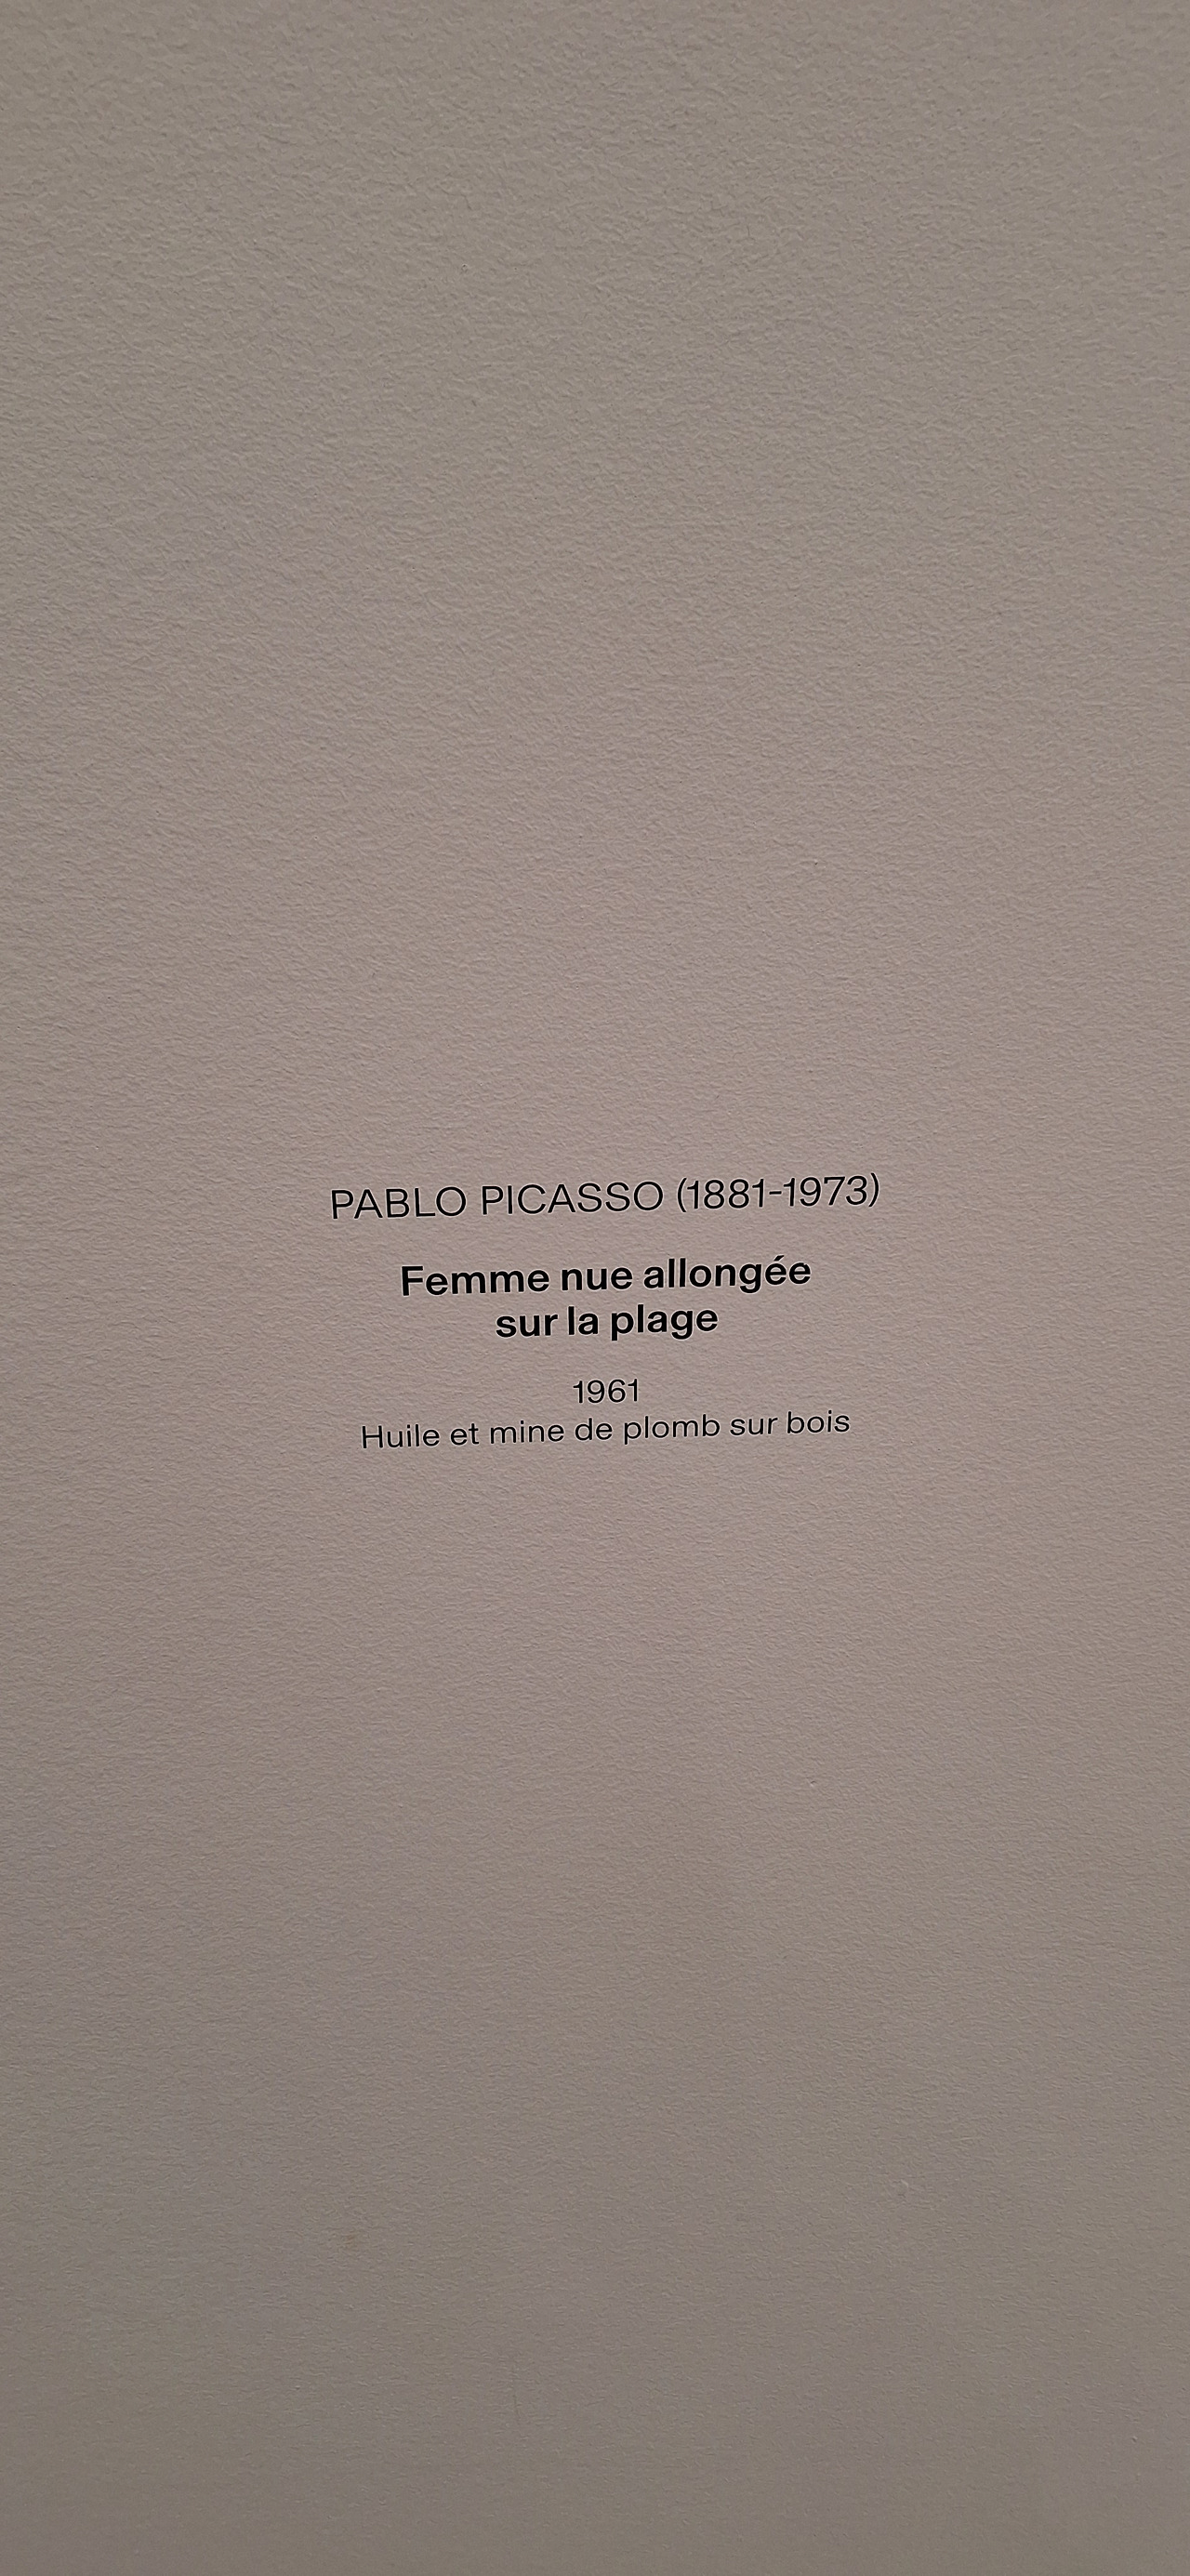 PABLO PICASSO (1881-1973)
Femme nue allongée
sur la plage
1961
Huile et mine de plomb sur bois